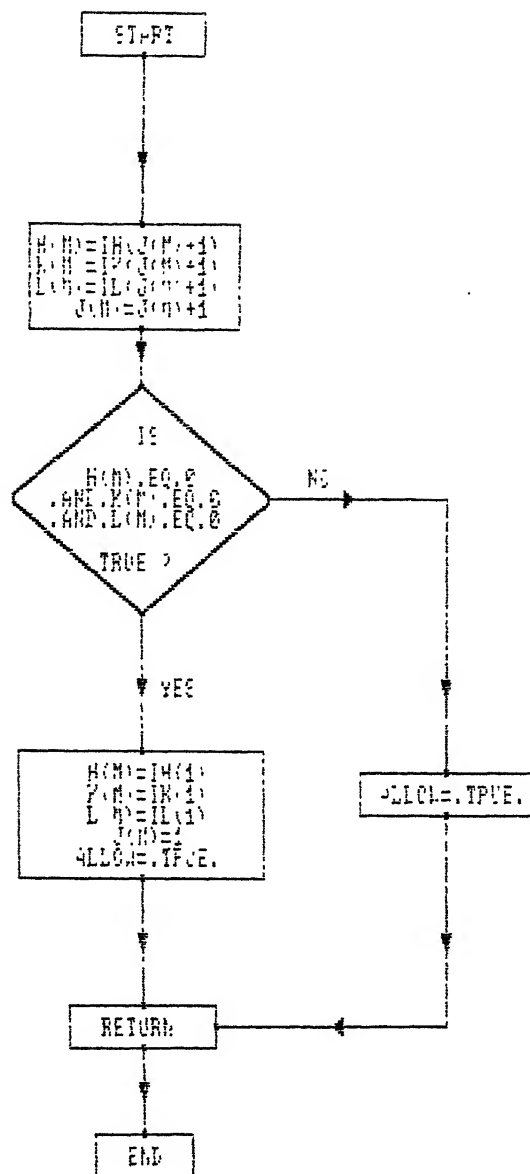 START
H(M)=IH(J(M)+1)
K(M)=IK(J(M)+1)
L(M)=IL(J(M)+1)
J(M)=J(M)+1
IS
H(M).EQ.0
.AND.K(M).EQ.0
.AND.L(M).EQ.0
TRUE ?
NO
YES
H(M)=IH(1)
K(M)=IK(1)
L(M)=IL(1)
J(M)=1
ALLOW=.TRUE.
ALLOW=.TRUE.
RETURN
END